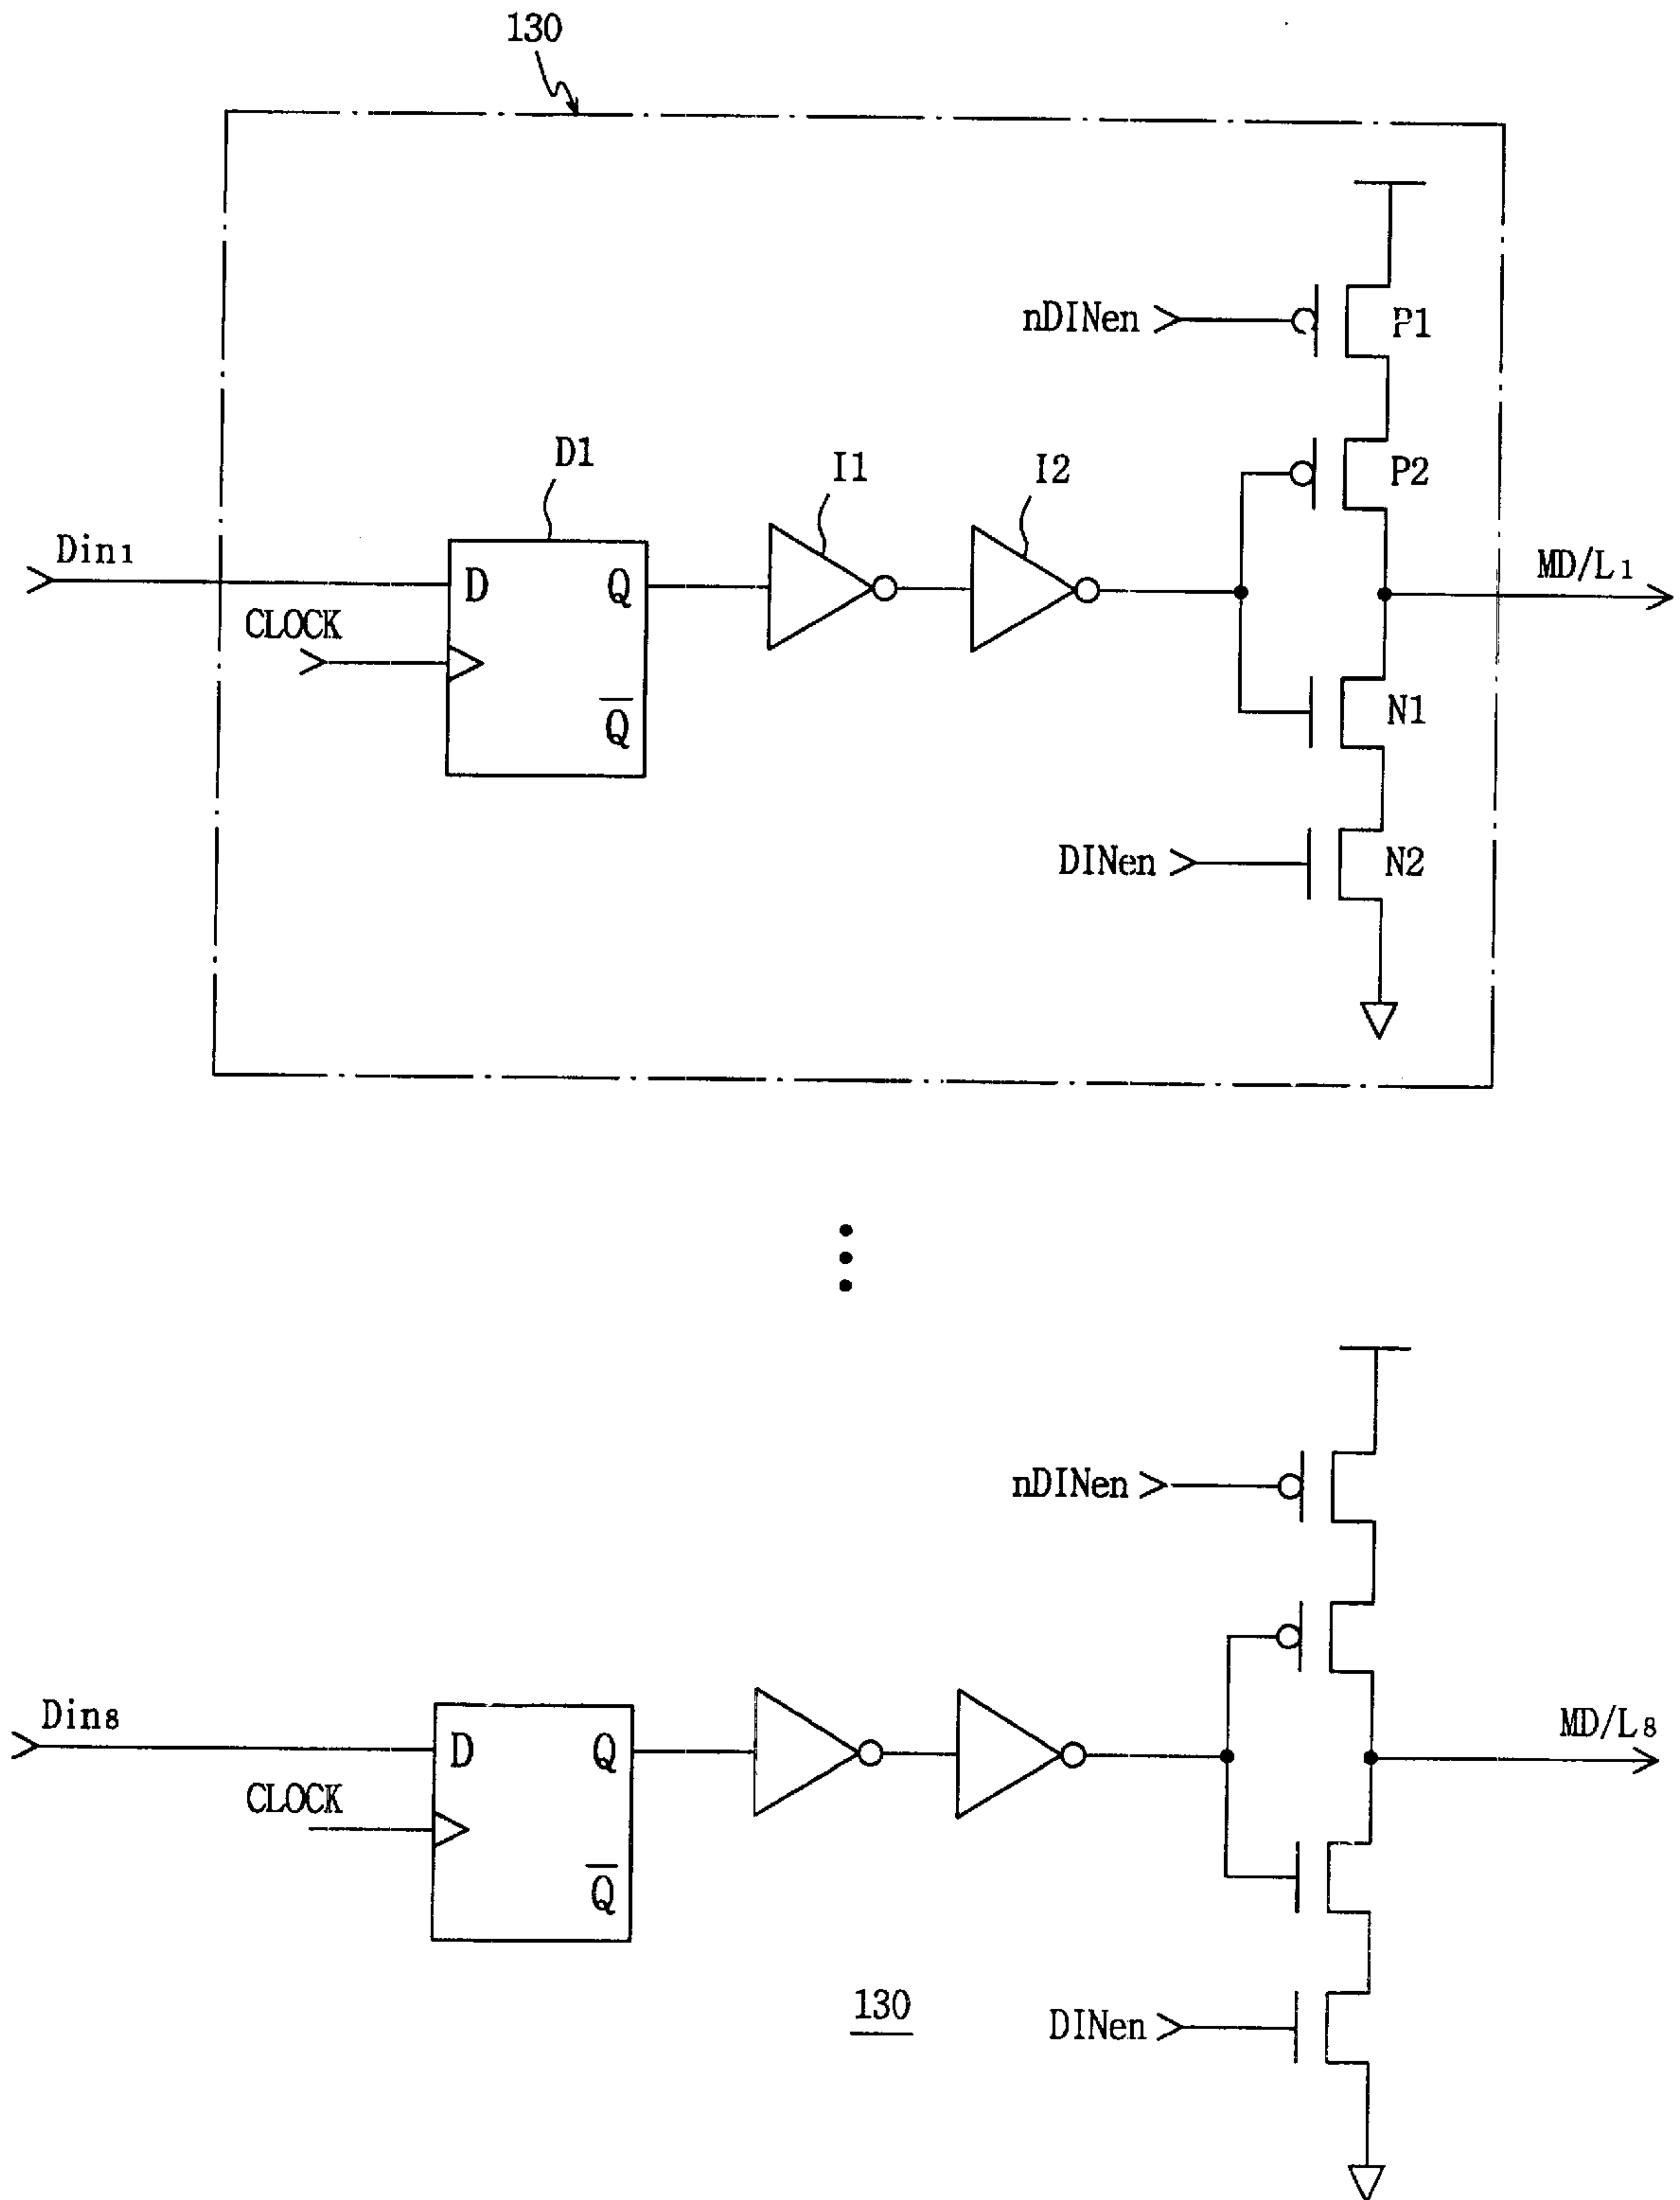 130
nDINen
P1
D1
I1
I2
P2
Din1
D
Q
MD/L1
CLOCK
Q
N1
DINen
N2
nDINen
Din8
D
Q
MD/L8
CLOCK
Q
130
DINen